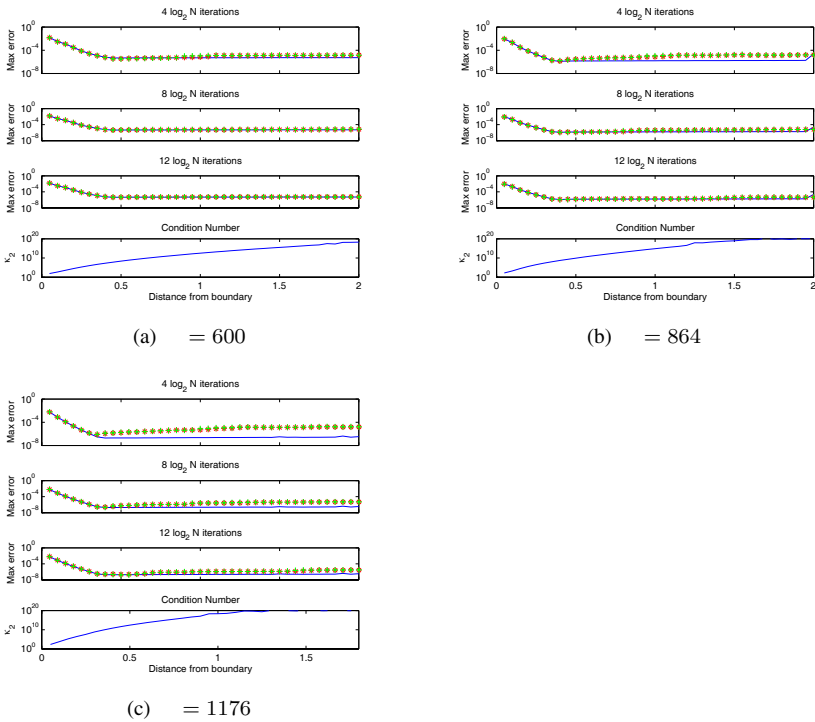 4 log2 N iterations
Max error
10^0
10^-4
10^-8
8 log2 N iterations
Max error
10^0
10^-4
10^-8
12 log2 N iterations
Max error
10^0
10^-4
10^-8
Condition Number
κ2
10^20
10^10
10^0
0 0.5 1 1.5 2
Distance from boundary
(a) = 600
4 log2 N iterations
Max error
10^0
10^-4
10^-8
8 log2 N iterations
Max error
10^0
10^-4
10^-8
12 log2 N iterations
Max error
10^0
10^-4
10^-8
Condition Number
κ2
10^20
10^10
10^0
0 0.5 1 1.5 2
Distance from boundary
(b) = 864
4 log2 N iterations
Max error
10^0
10^-4
10^-8
8 log2 N iterations
Max error
10^0
10^-4
10^-8
12 log2 N iterations
Max error
10^0
10^-4
10^-8
Condition Number
κ2
10^20
10^10
10^0
0 0.5 1 1.5
Distance from boundary
(c) = 1176